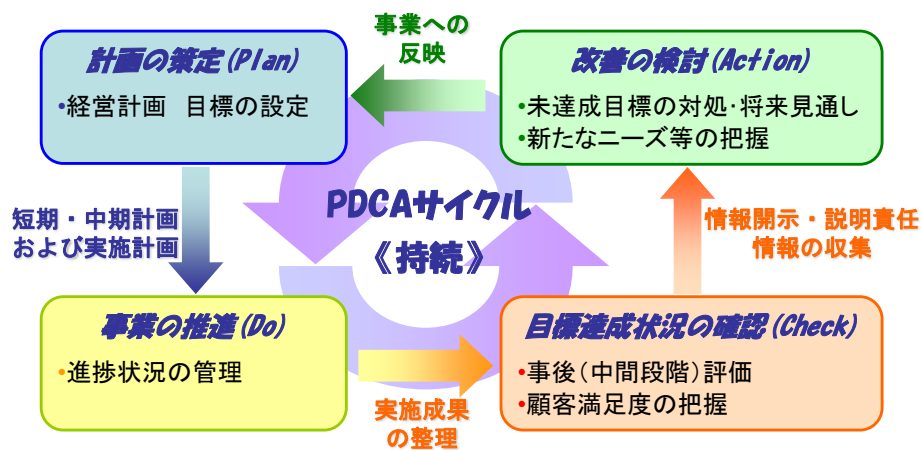 事業への
反映
計画の策定(Plan)
•経営計画　目標の設定
改善の検討(Action)
•未達成目標の対処･将来見通し
•新たなニーズ等の把握
PDCAサイクル
《持続》
短期・中期計画
および実施計画
情報開示・説明責任
情報の収集
事業の推進(Do)
•進捗状況の管理
目標達成状況の確認(Check)
•事後(中間段階)評価
•顧客満足度の把握
実施成果
の整理